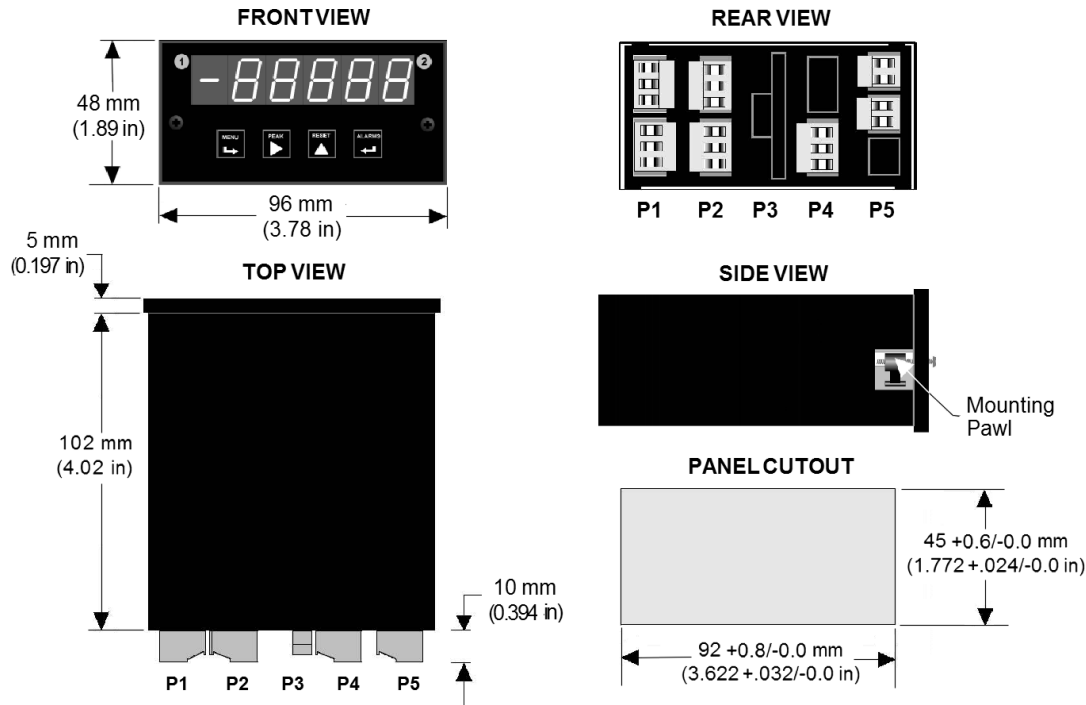 FRONT VIEW
1
2
-88888
MENU
PEAK
RESET
ALARMS
48 mm
(1.89 in)
96 mm
(3.78 in)
REAR VIEW
P1 P2 P3 P4 P5
5 mm
(0.197 in)
TOP VIEW
102 mm
(4.02 in)
10 mm
(0.394 in)
P1 P2 P3 P4 P5
SIDE VIEW
Mounting
Pawl
PANEL CUTOUT
45 +0.6/-0.0 mm
(1.772 +.024/-0.0 in)
92 +0.8/-0.0 mm
(3.622 +.032/-0.0 in)